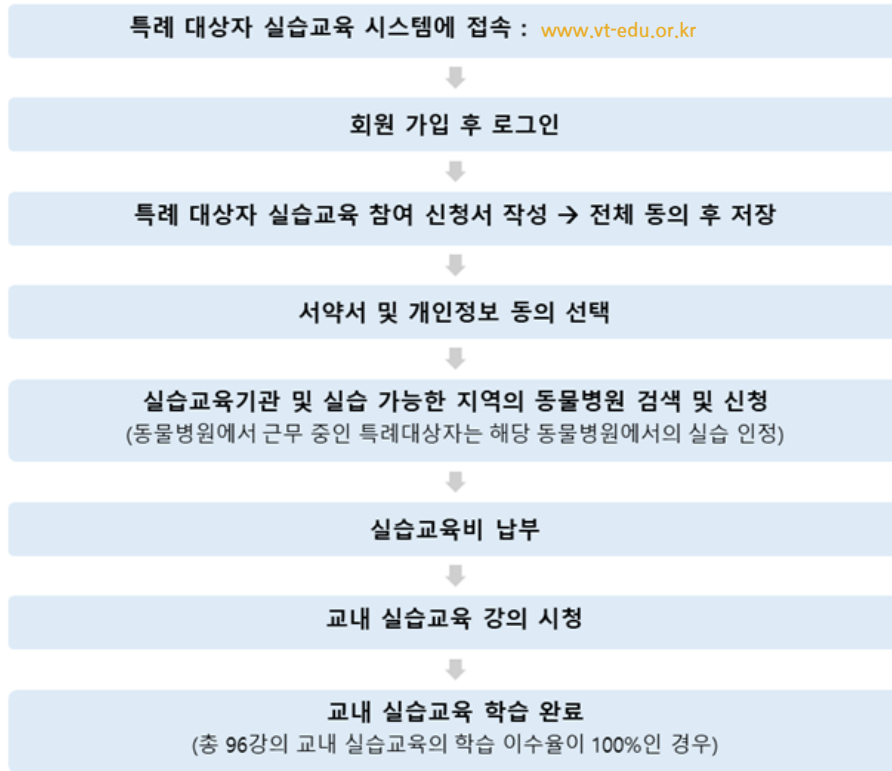 특례 대상자 실습교육 시스템에 접속 : www.vt-edu.or.kr
회원 가입 후 로그인
특례 대상자 실습교육 참여 신청서 작성 → 전체 동의 후 저장
서약서 및 개인정보 동의 선택
실습교육기관 및 실습 가능한 지역의 동물병원 검색 및 신청
(동물병원에서 근무 중인 특례대상자는 해당 동물병원에서의 실습 인정)
실습교육비 납부
교내 실습교육 강의 시청
교내 실습교육 학습 완료
(총 96강의 교내 실습교육의 학습 이수율이 100%인 경우)